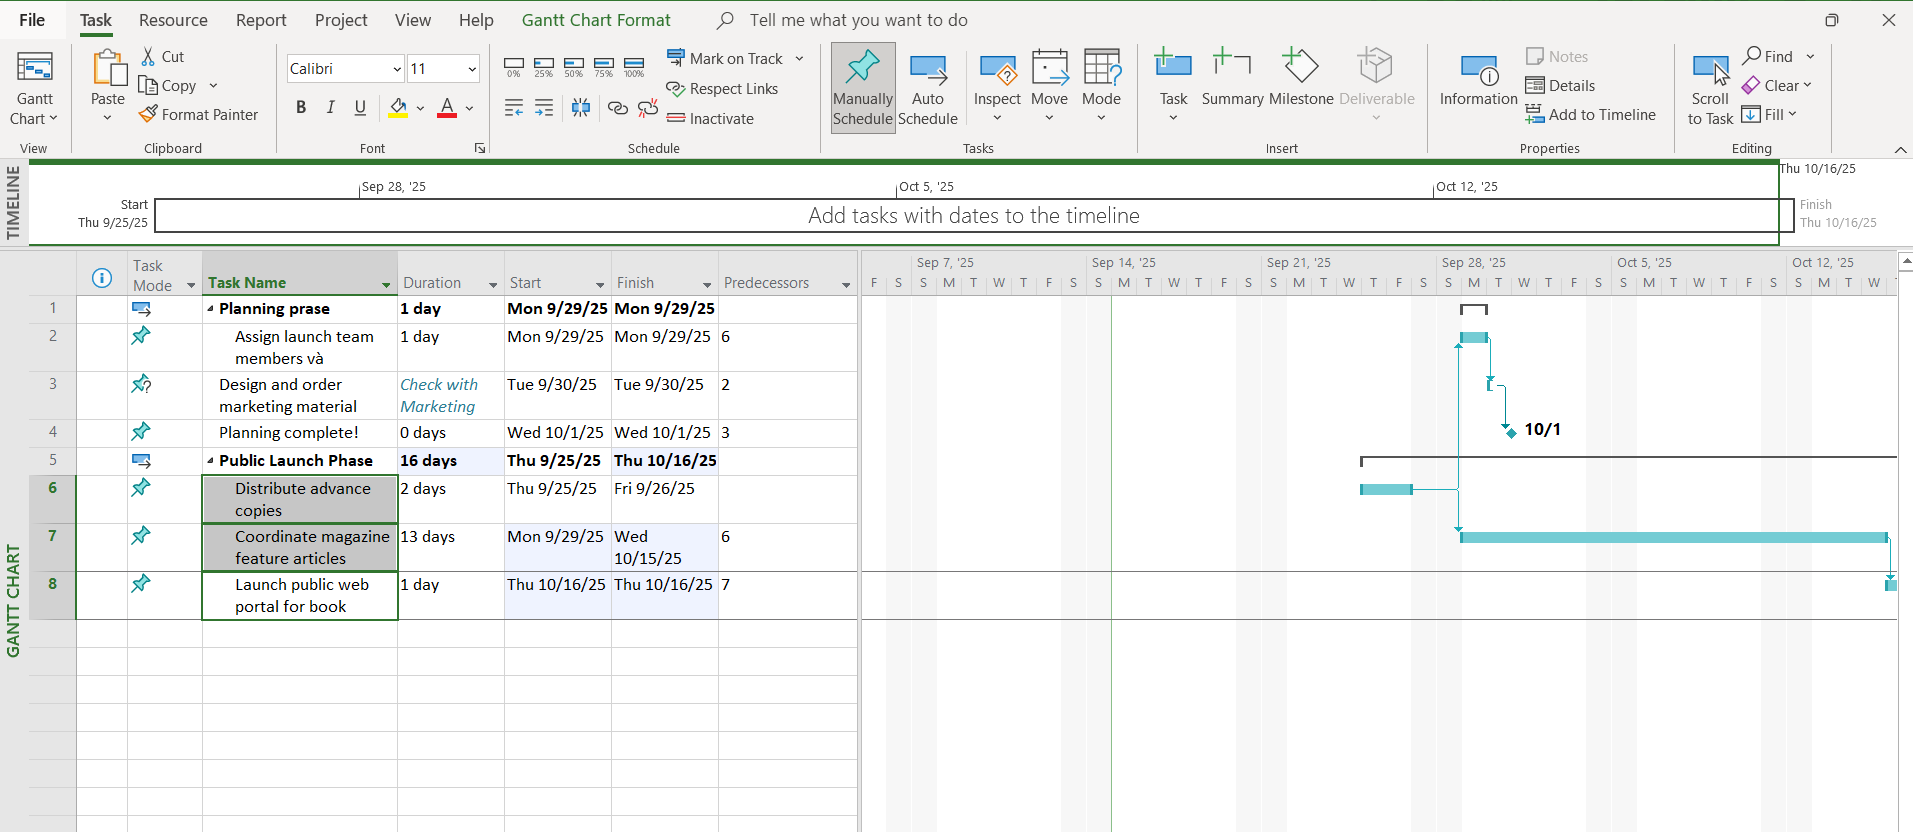 File Task Resource Report Project View Help Gantt Chart Format Tell me what you want to do
Gantt Chart
View
Paste
Cut
Copy
Format Painter
Clipboard
Calibri 11
B I U A
Font
0% 25% 50% 75% 100%
Mark on Track
Respect Links
Inactivate
Schedule
Manually Schedule
Auto Schedule
Inspect
Move
Mode
Tasks
Task
Summary
Milestone
Deliverable
Insert
Information
Notes
Details
Add to Timeline
Properties
Scroll to Task
Find
Clear
Fill
Editing
TIMELINE
Thu 10/16/25
Sep 28, '25 Oct 5, '25 Oct 12, '25
Start
Thu 9/25/25
Add tasks with dates to the timeline
Finish
Thu 10/16/25
GANTT CHART
Task Mode Task Name Duration Start Finish Predecessors
Sep 7, '25 Sep 14, '25 Sep 21, '25 Sep 28, '25 Oct 5, '25 Oct 12, '25
F S S M T W T F S S M T W T F S S M T W T F S S M T W T F S S M T W T F S S M T W
1 Planning prase 1 day Mon 9/29/25 Mon 9/29/25
2 Assign launch team 1 day Mon 9/29/25 Mon 9/29/25 6
members và
3 Design and order Check with Tue 9/30/25 Tue 9/30/25 2
marketing material Marketing
4 Planning complete! 0 days Wed 10/1/25 Wed 10/1/25 3
10/1
5 Public Launch Phase 16 days Thu 9/25/25 Thu 10/16/25
6 Distribute advance 2 days Thu 9/25/25 Fri 9/26/25
copies
7 Coordinate magazine 13 days Mon 9/29/25 Wed 6
feature articles 10/15/25
8 Launch public web 1 day Thu 10/16/25 Thu 10/16/25 7
portal for book